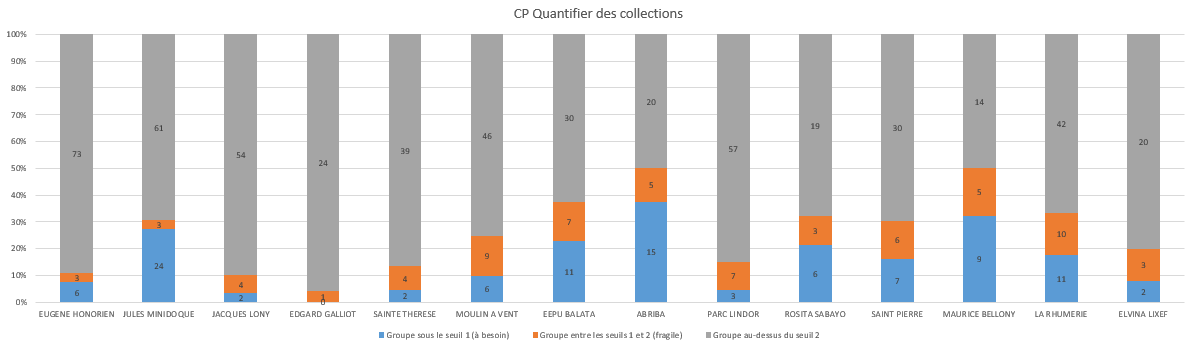 CP Quantifier des collections
100%
90%
80%
70%
60%
50%
40%
30%
20%
10%
0%
73 61 54 24 39 46 30 20 57 19 30 14 42 20
3 3 4 1 4 9 7 5 7 3 6 5 10 3
6 24 2 0 2 6 11 15 3 6 7 9 11 2
EUGENE HONORIEN JULES MINIDOQUE JACQUES LONY EDGARD GALLIOT SAINTE THERESE MOULIN A VENT EEPU BALATA ABRIBA PARC LINDOR ROSITA SABAYO SAINT PIERRE MAURICE BELLONY LA RHUMERIE ELVINA LIXEF
Groupe sous le seuil 1 (à besoin) Groupe entre les seuils 1 et 2 (fragile) Groupe au-dessus du seuil 2